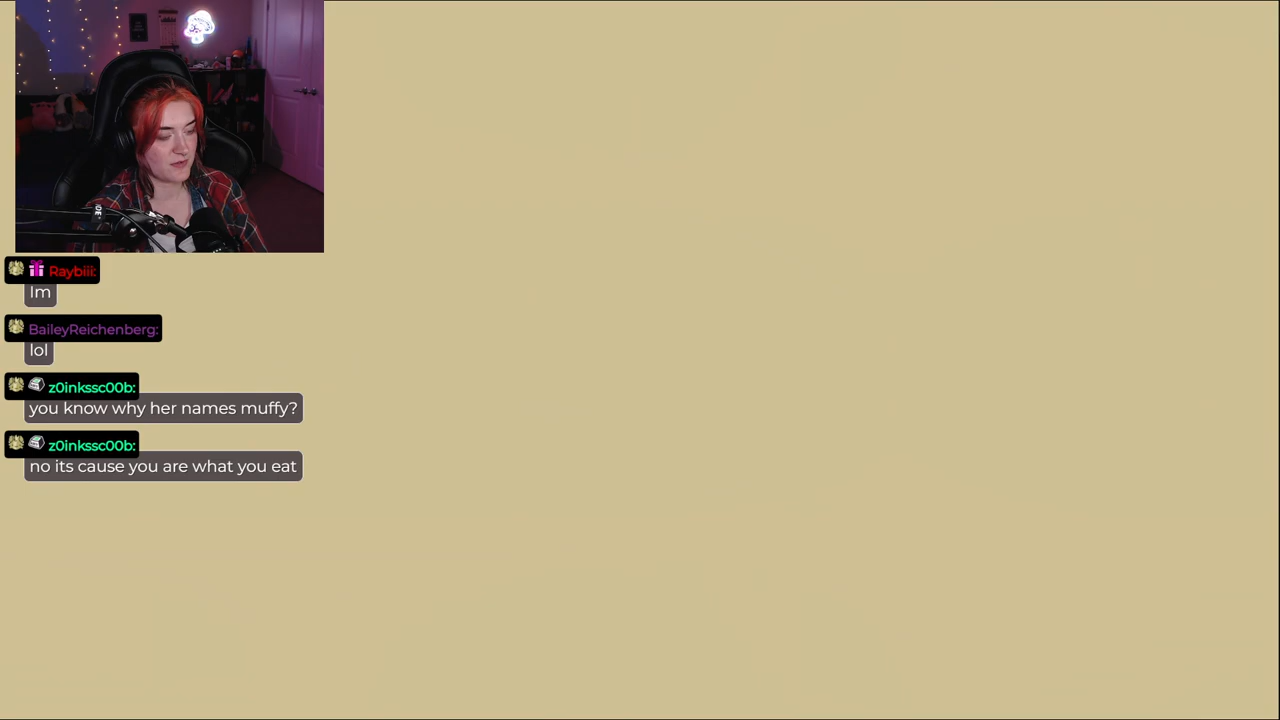 Raybiii:
Im
BaileyReichenberg:
lol
z0inkssc00b:
you know why her names muffy?
z0inkssc00b:
no its cause you are what you eat